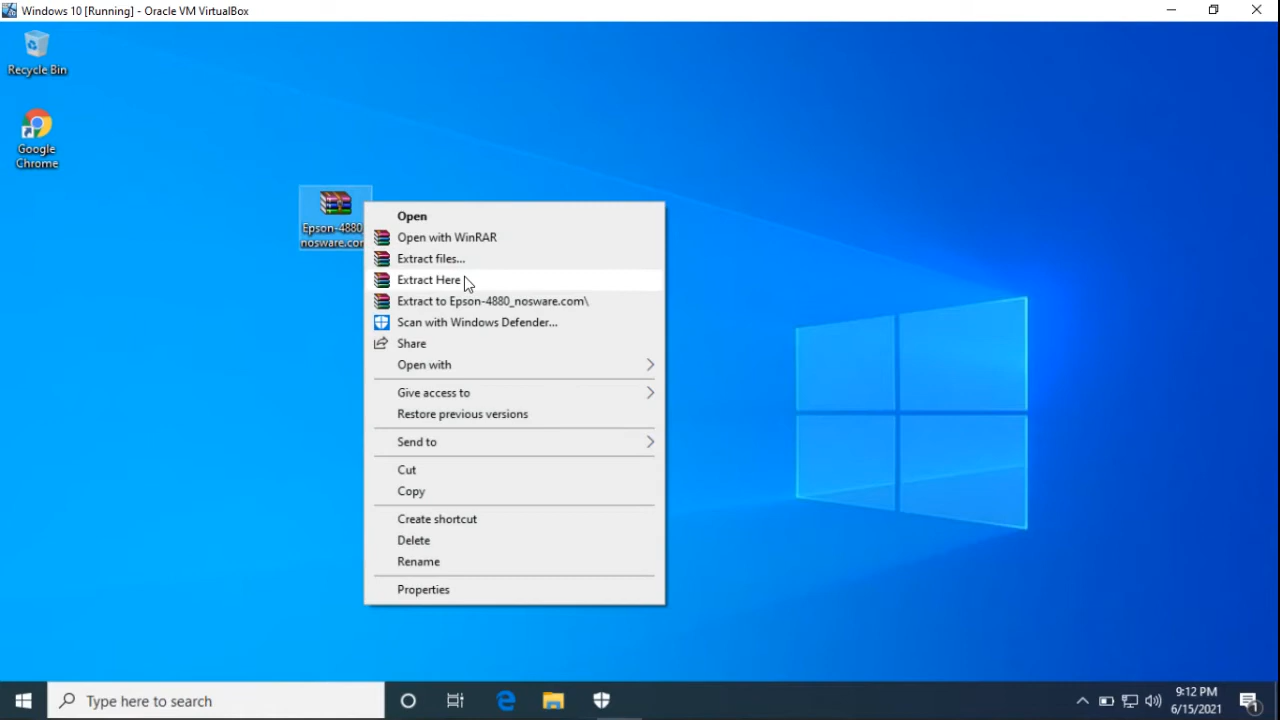 Windows 10 [Running] - Oracle VM VirtualBox
Recycle Bin
Google
Chrome
Epson-4880
nosware.com
Open
Open with WinRAR
Extract files...
Extract Here
Extract to Epson-4880_nosware.com\
Scan with Windows Defender...
Share
Open with
Give access to
Restore previous versions
Send to
Cut
Copy
Create shortcut
Delete
Rename
Properties
Type here to search
9:12 PM
6/15/2021
1